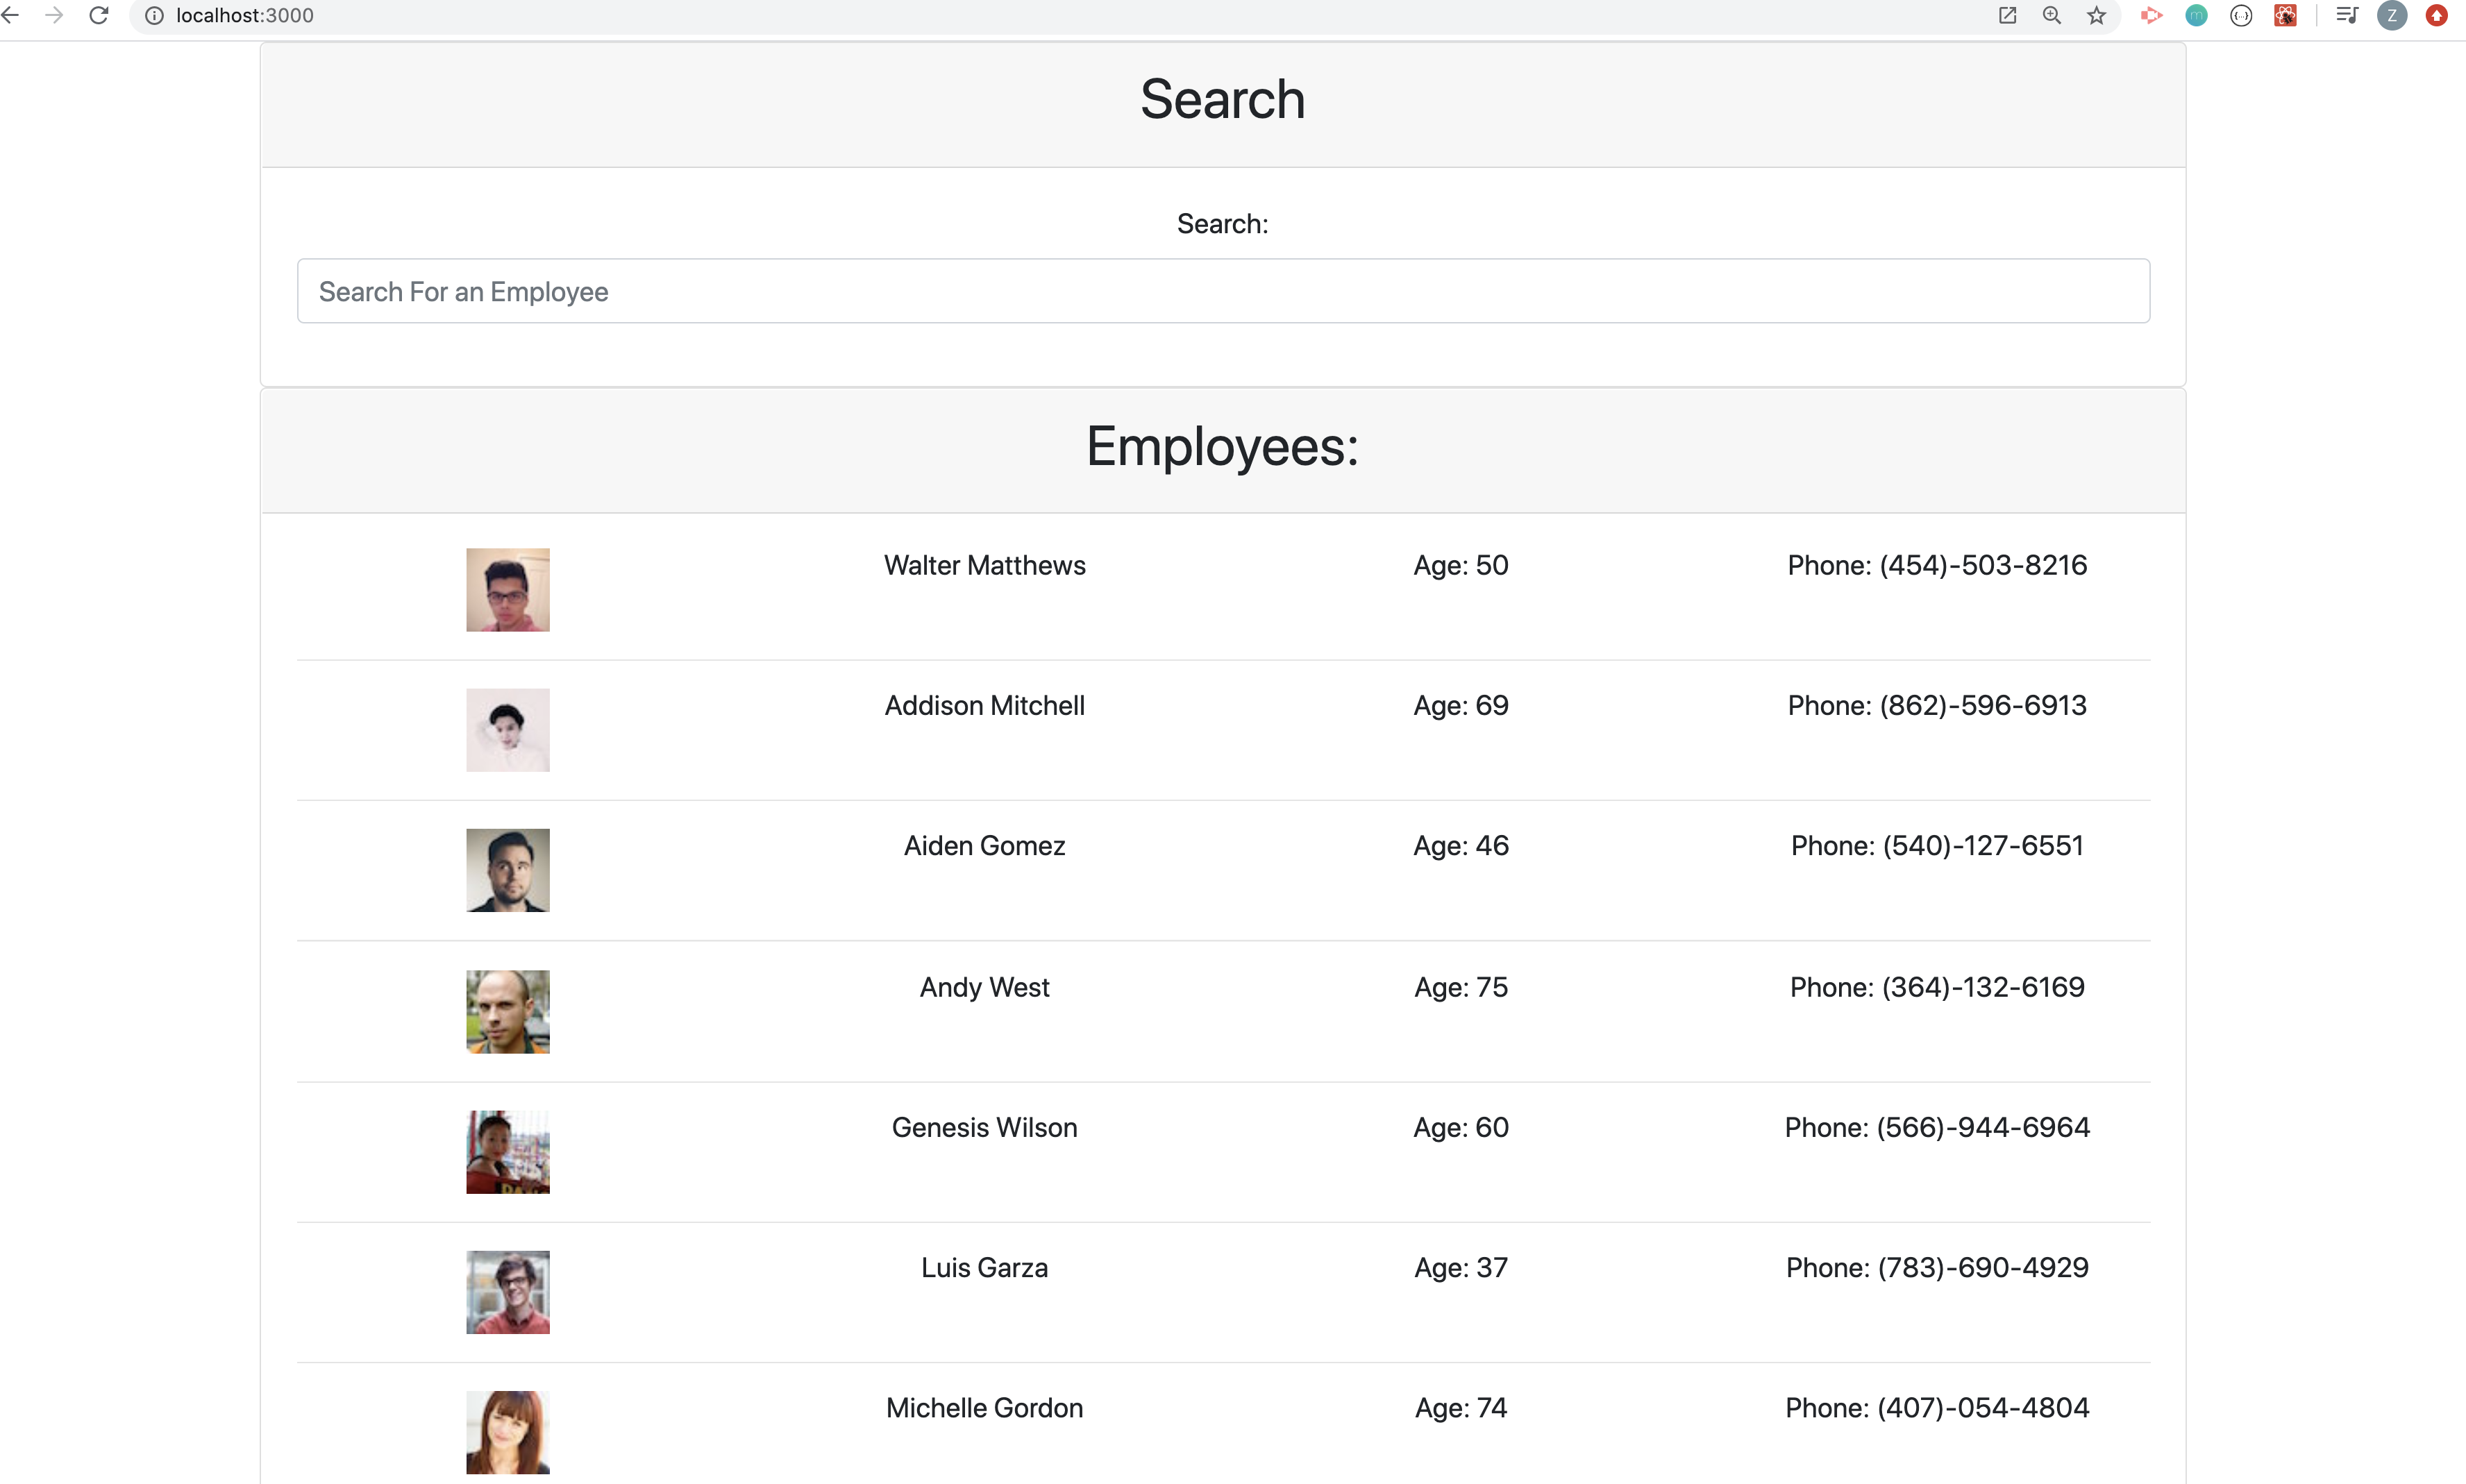 localhost:3000
Z
Search
Search:
Search For an Employee
Employees:
Walter Matthews Age: 50 Phone: (454)-503-8216
Addison Mitchell Age: 69 Phone: (862)-596-6913
Aiden Gomez Age: 46 Phone: (540)-127-6551
Andy West Age: 75 Phone: (364)-132-6169
Genesis Wilson Age: 60 Phone: (566)-944-6964
Luis Garza Age: 37 Phone: (783)-690-4929
Michelle Gordon Age: 74 Phone: (407)-054-4804